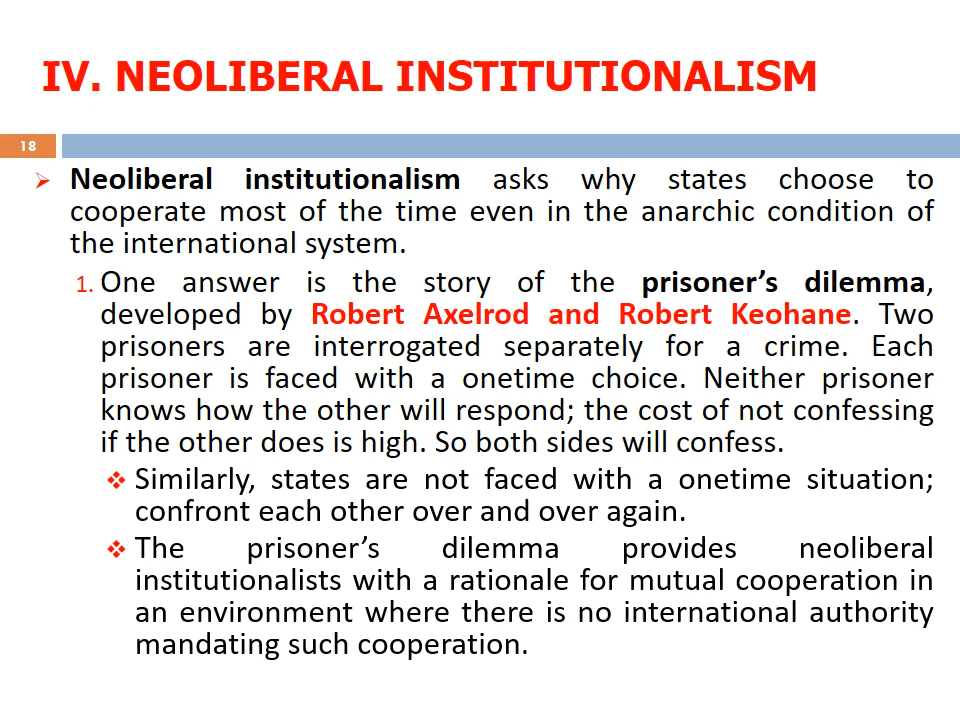 IV. NEOLIBERAL INSTITUTIONALISM
18
Neoliberal institutionalism asks why states choose to
cooperate most of the time even in the anarchic condition of
the international system.
1. One answer is the story of the prisoner’s dilemma,
developed by Robert Axelrod and Robert Keohane. Two
prisoners are interrogated separately for a crime. Each
prisoner is faced with a onetime choice. Neither prisoner
knows how the other will respond; the cost of not confessing
if the other does is high. So both sides will confess.
Similarly, states are not faced with a onetime situation;
confront each other over and over again.
The prisoner’s dilemma provides neoliberal
institutionalists with a rationale for mutual cooperation in
an environment where there is no international authority
mandating such cooperation.